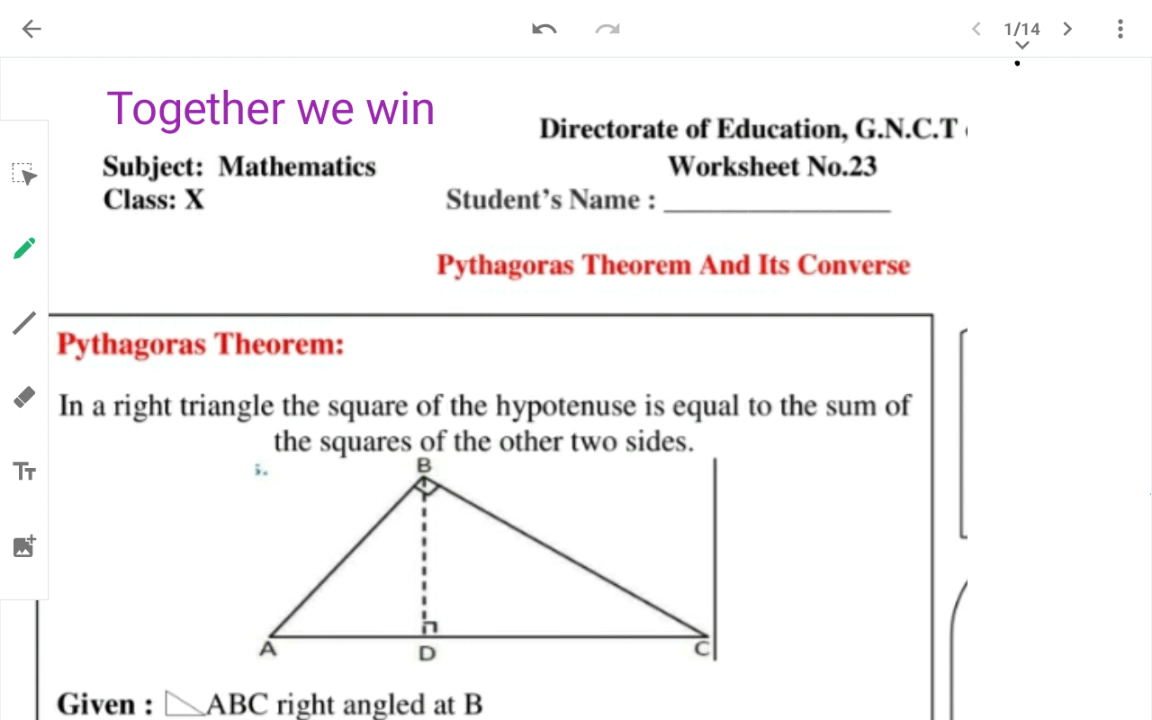 1/14
Together we win
Directorate of Education, G.N.C.T
Subject: Mathematics
Worksheet No.23
Class: X
Student's Name : _________________
Pythagoras Theorem And Its Converse
Pythagoras Theorem:
In a right triangle the square of the hypotenuse is equal to the sum of
the squares of the other two sides.
B
A
D
C
Given : ABC right angled at B